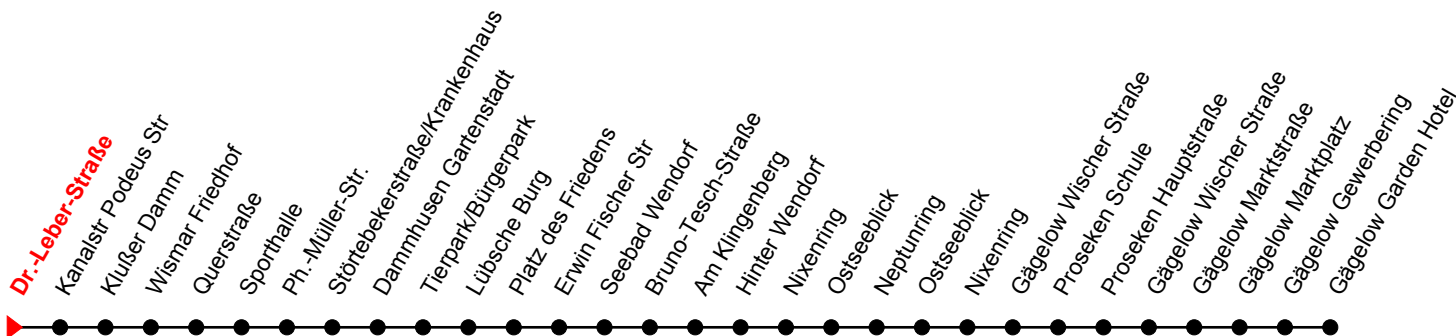 Dr.-Leber-Straße
Kanalstr Podeus Str
Klußer Damm
Wismar Friedhof
Querstraße
Sporthalle
Ph.-Müller-Str.
Störtebekerstraße/Krankenhaus
Dammhusen Gartenstadt
Tierpark/Bürgerpark
Lübsche Burg
Platz des Friedens
Erwin Fischer Str
Seebad Wendorf
Bruno- Tesch-Straße
Am Klingenberg
Hinter Wendorf
Nixenring
Ostseeblick
Neptunring
Ostseeblick
Nixenring
Gägelow Wischer Straße
Proseken Schule
Proseken Hauptstraße
Gägelow Wischer Straße
Gägelow Marktstraße
Gägelow Marktplatz
Gägelow Gewerbering
Gägelow Garden Hotel